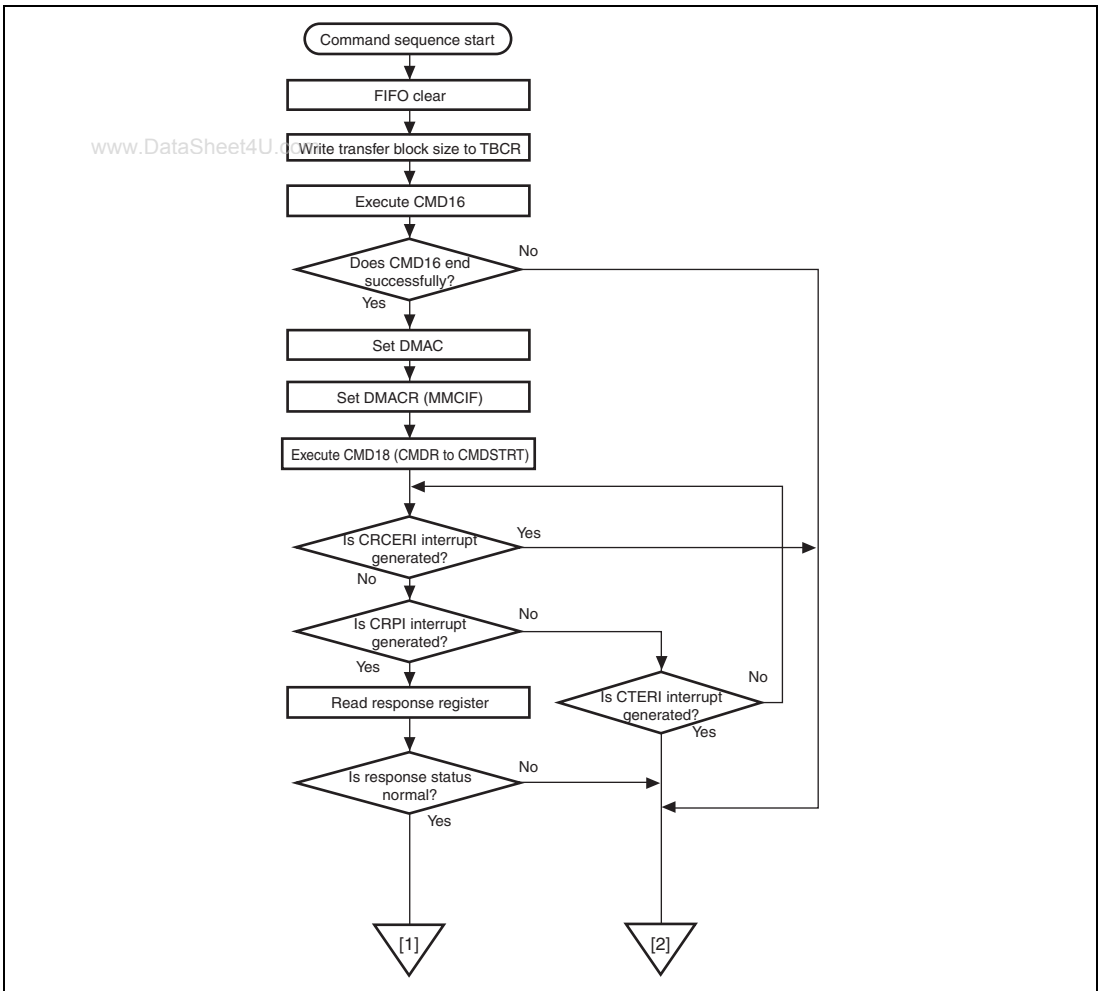 Command sequence start
FIFO clear
www.DataSheet4U.com
Write transfer block size to TBCR
Execute CMD16
No
Does CMD16 end
successfully?
Yes
Set DMAC
Set DMACR (MMCIF)
Execute CMD18 (CMDR to CMDSTRT)
Is CRCERI interrupt
generated?
Yes
No
Is CRPI interrupt
generated?
No
Yes
Read response register
Is CTERI interrupt
generated?
No
Yes
Is response status
normal?
No
Yes
[1]
[2]